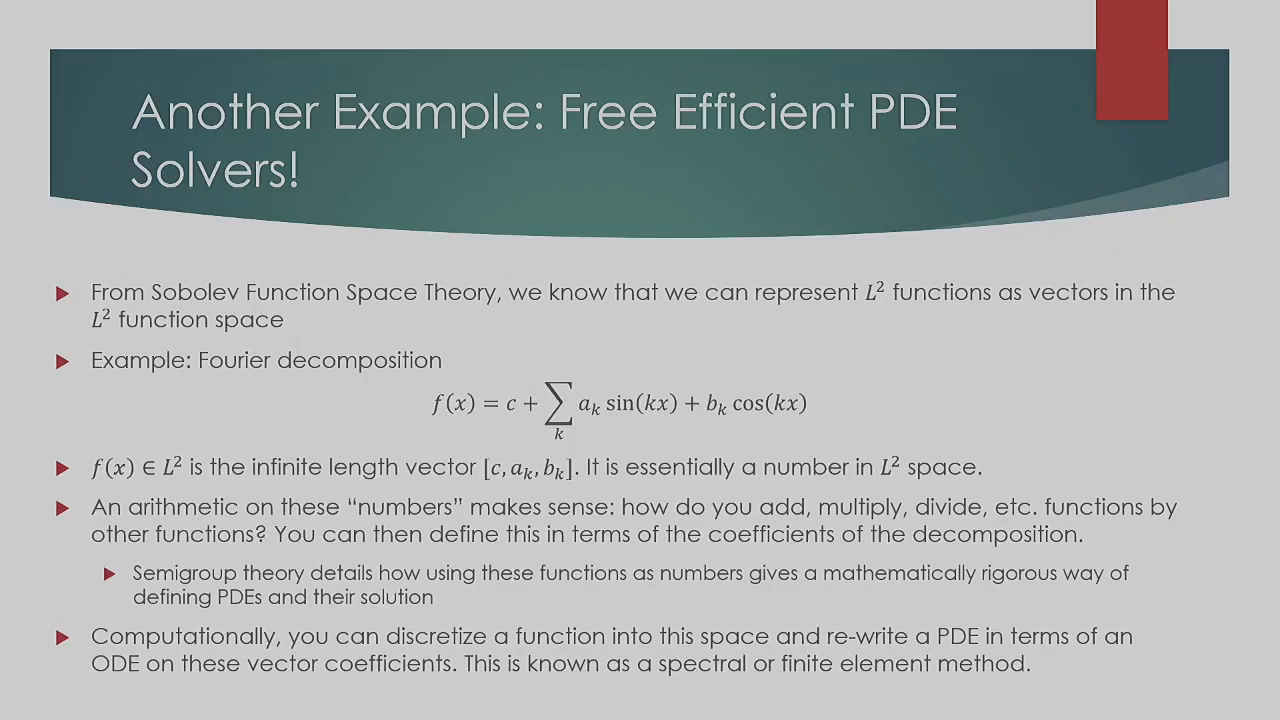 Another Example: Free Efficient PDE
Solvers!
From Sobolev Function Space Theory, we know that we can represent L² functions as vectors in the
L² function space
Example: Fourier decomposition
f(x) = c + ∑ₖ aₖ sin(kx) + bₖ cos(kx)
f(x) ∈ L² is the infinite length vector [c, aₖ, bₖ]. It is essentially a number in L² space.
An arithmetic on these “numbers” makes sense: how do you add, multiply, divide, etc. functions by
other functions? You can then define this in terms of the coefficients of the decomposition.
Semigroup theory details how using these functions as numbers gives a mathematically rigorous way of
defining PDEs and their solution
Computationally, you can discretize a function into this space and re-write a PDE in terms of an
ODE on these vector coefficients. This is known as a spectral or finite element method.